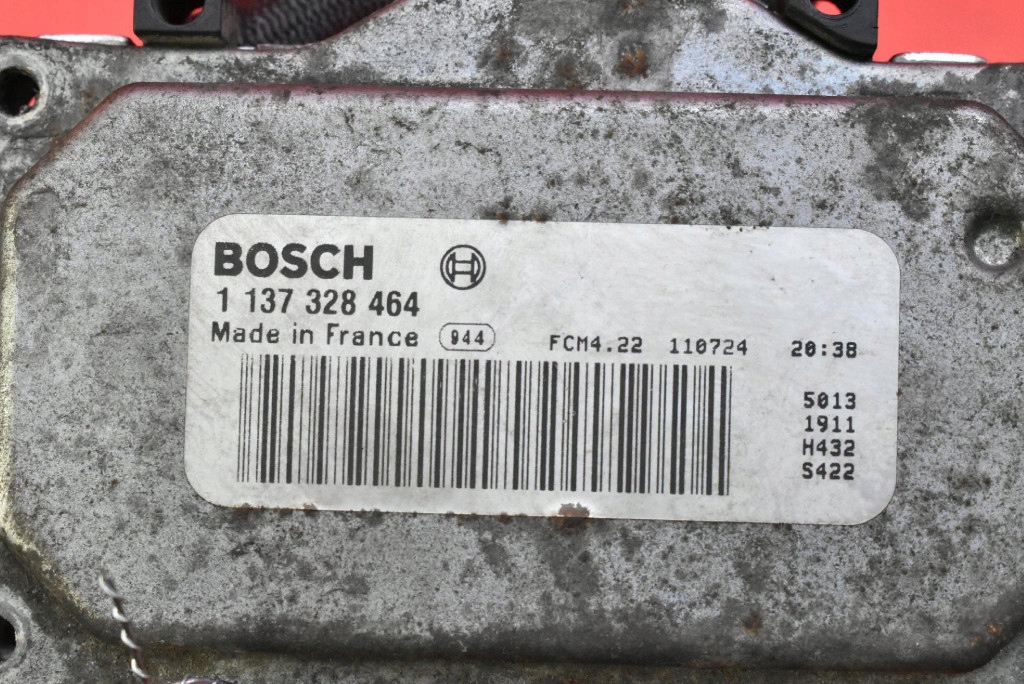 BOSCH
1 137 328 464
Made in France 944 FCM4.22 110724 20:38
5013
1911
H432
S422